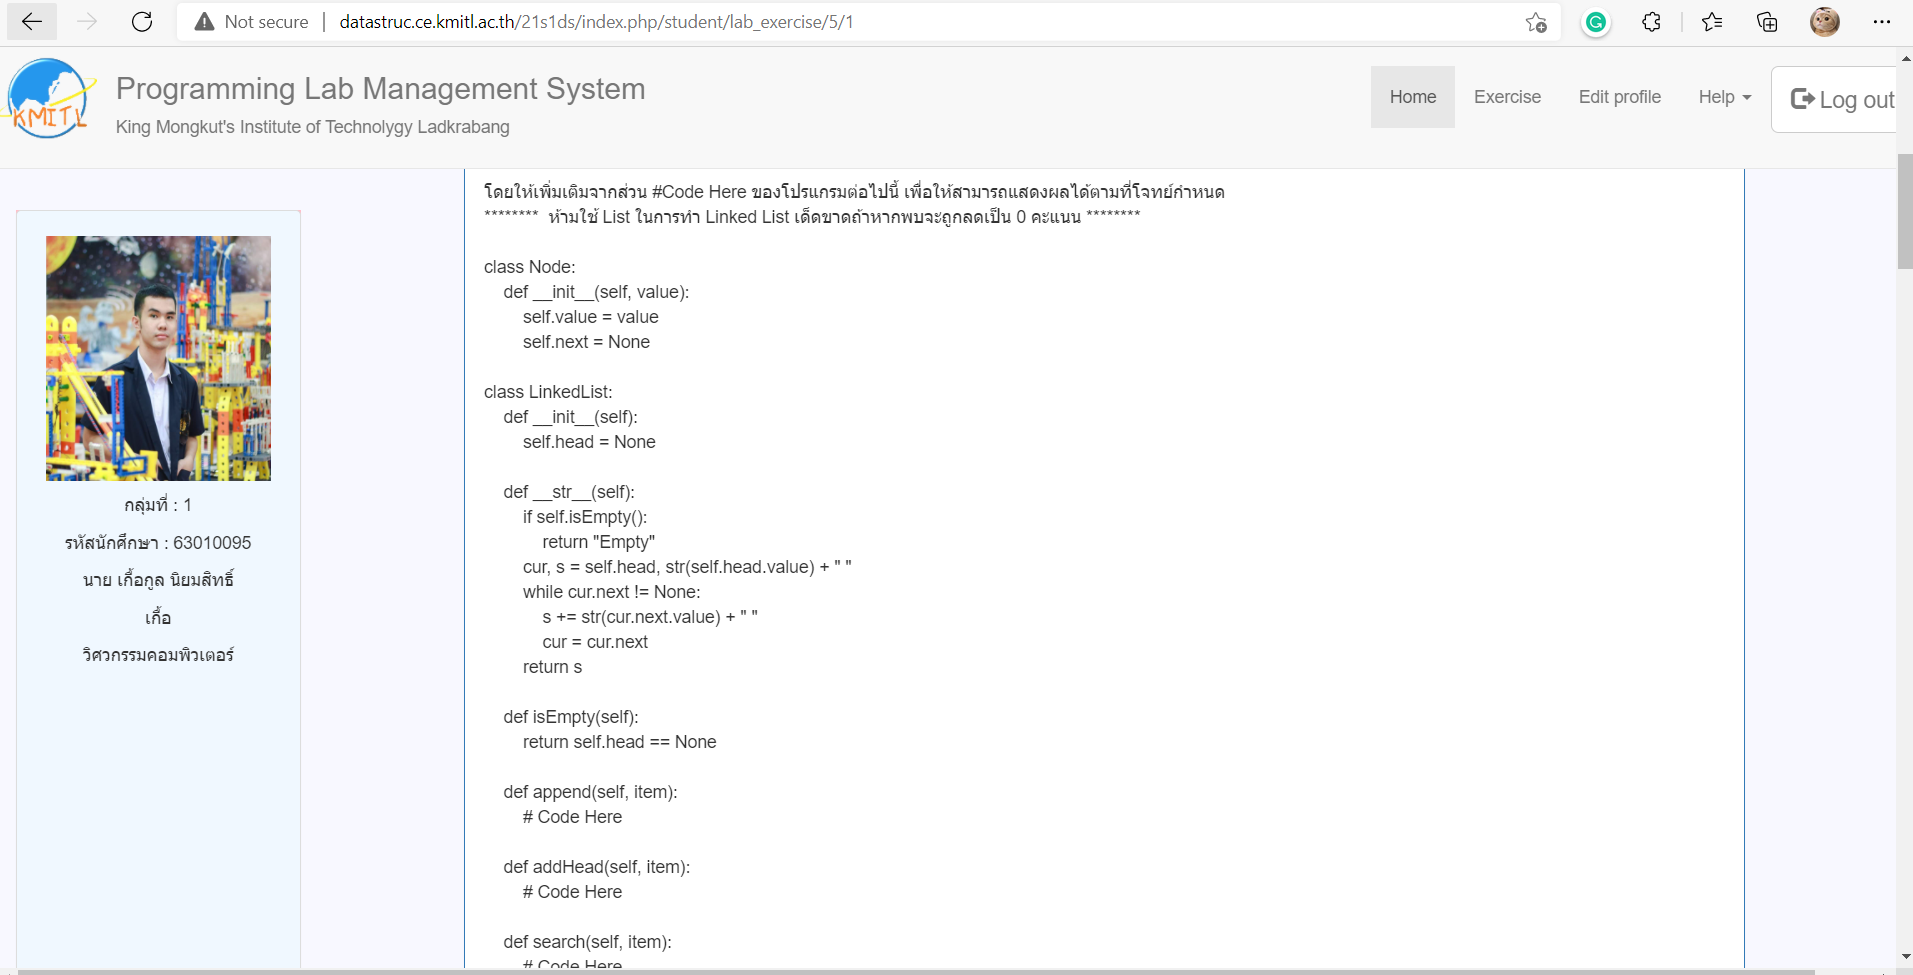 Not secure | datastruc.ce.kmitl.ac.th/21s1ds/index.php/student/lab_exercise/5/1
KMITL
Programming Lab Management System
King Mongkut's Institute of Technolygy Ladkrabang
Home
Exercise
Edit profile
Help
Log out
กลุ่มที่ : 1
รหัสนักศึกษา : 63010095
นาย เกื้อกูล นิยมสิทธิ์
เกื้อ
วิศวกรรมคอมพิวเตอร์
โดยให้เพิ่มเติมจากส่วน #Code Here ของโปรแกรมต่อไปนี้ เพื่อให้สามารถแสดงผลได้ตามที่โจทย์กำหนด
******** ห้ามใช้ List ในการทำ Linked List เด็ดขาดถ้าหากพบจะถูกลดเป็น 0 คะแนน ********
class Node:
def __init__(self, value):
self.value = value
self.next = None
class LinkedList:
def __init__(self):
self.head = None
def __str__(self):
if self.isEmpty():
return "Empty"
cur, s = self.head, str(self.head.value) + " "
while cur.next != None:
s += str(cur.next.value) + " "
cur = cur.next
return s
def isEmpty(self):
return self.head == None
def append(self, item):
# Code Here
def addHead(self, item):
# Code Here
def search(self, item):
# Code Here